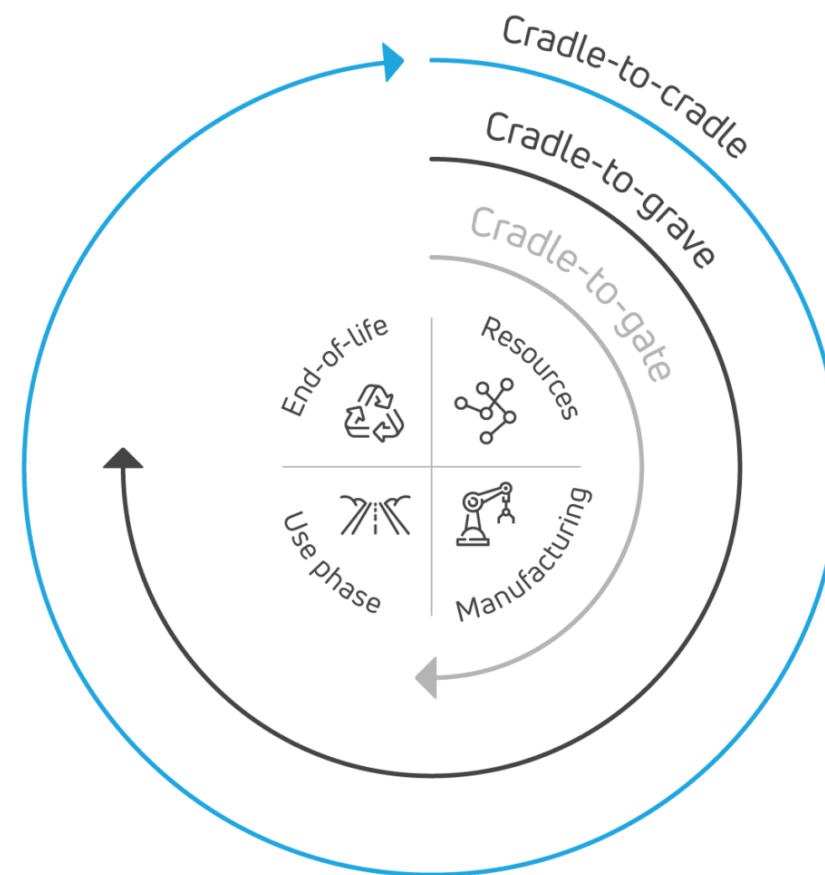 Cradle-to-cradle
Cradle-to-grave
Cradle-to-gate
End-of-life
Resources
Use phase
Manufacturing